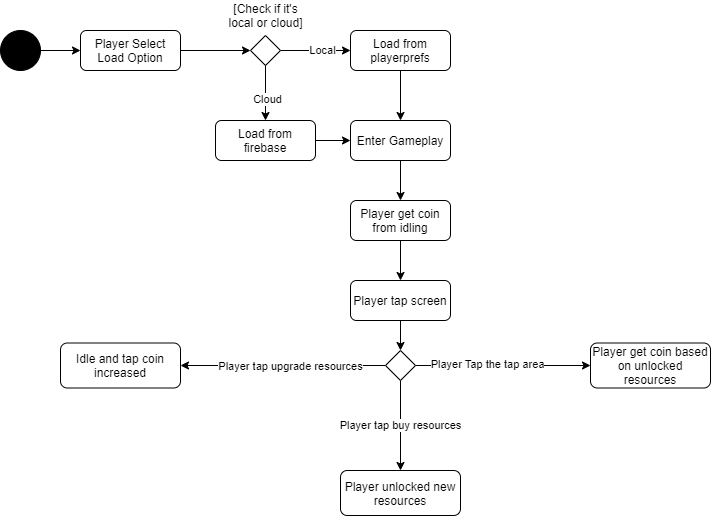 [Check if it's
local or cloud]
Player Select
Load Option
Local
Load from
playerprefs
Cloud
Load from
firebase
Enter Gameplay
Player get coin
from idling
Player tap screen
Idle and tap coin
increased
Player tap upgrade resources
Player Tap the tap area
Player get coin based
on unlocked
resources
Player tap buy resources
Player unlocked new
resources